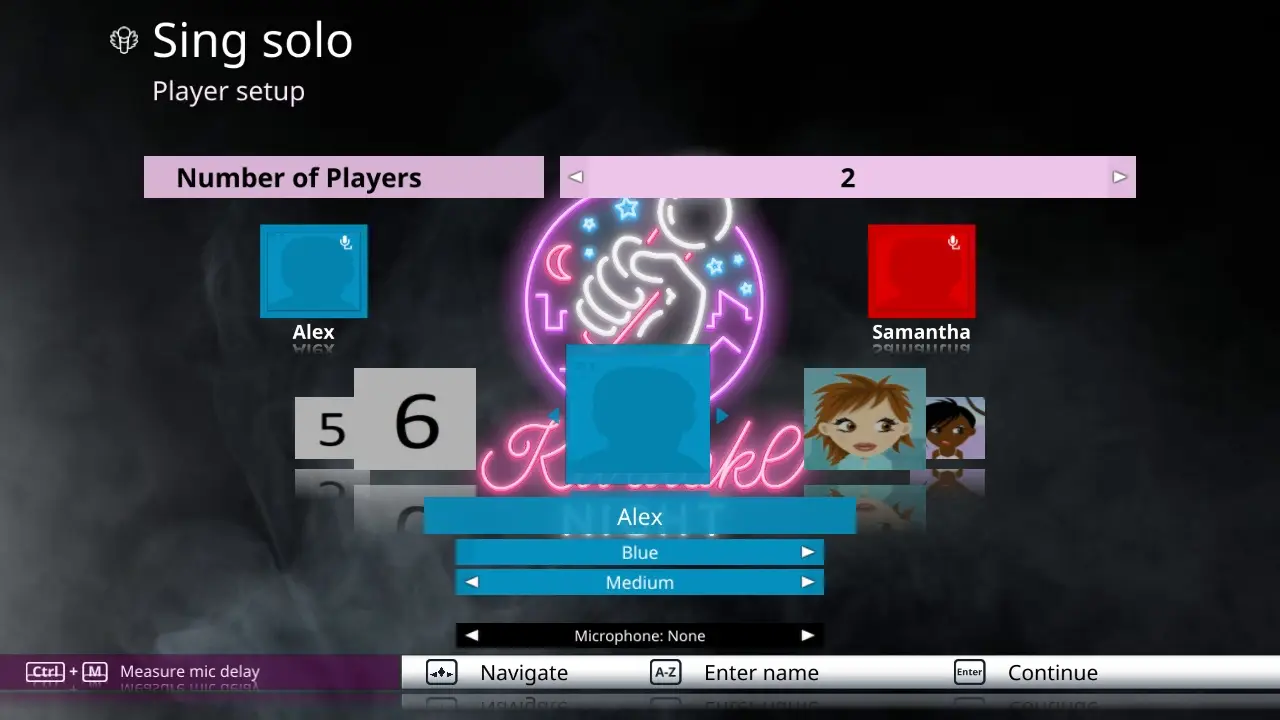 Sing solo
Player setup
Number of Players
2
Alex
Samantha
5
6
Alex
NIGHT
Blue
Medium
Microphone: None
Ctrl + M Measure mic delay
Navigate
A-Z Enter name
Enter Continue